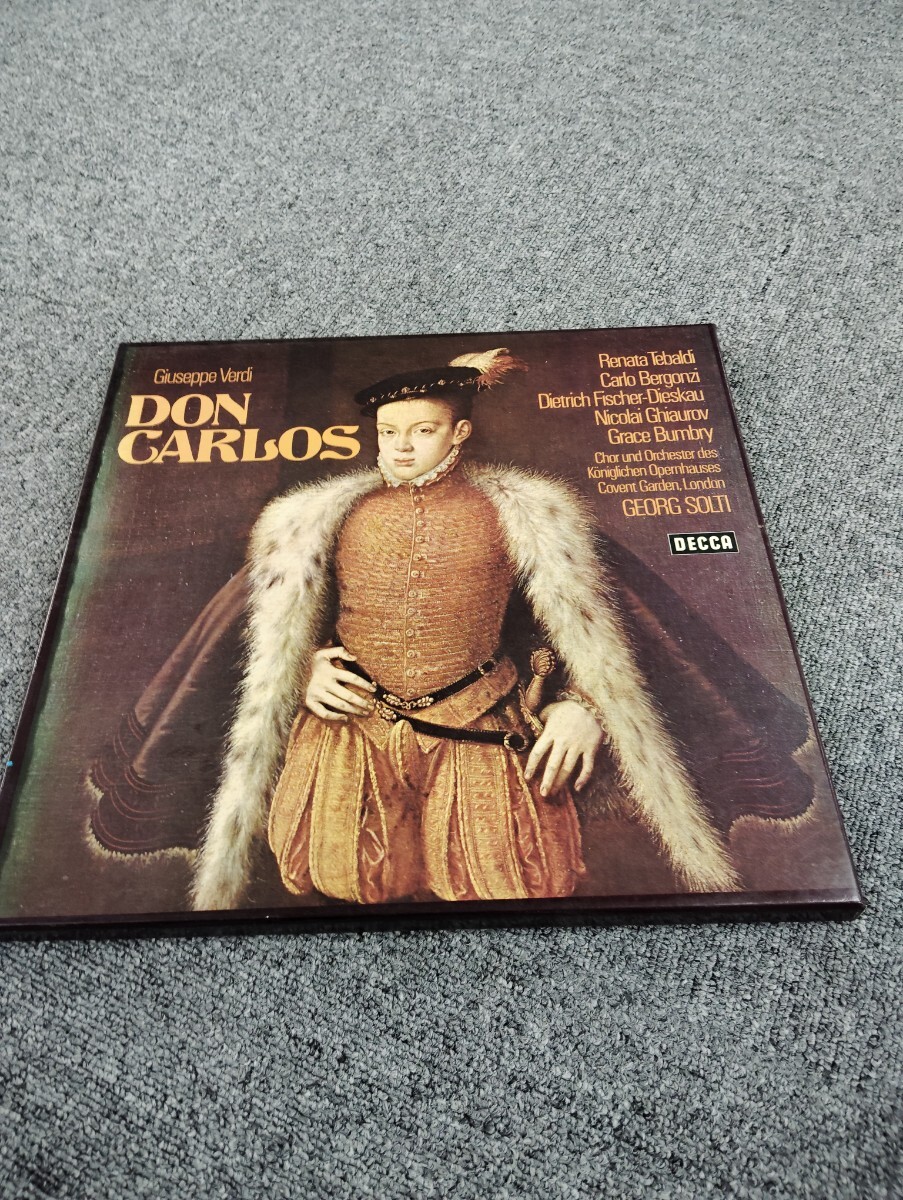 Giuseppe Verdi
DON
CARLOS
Renata Tebaldi
Carlo Bergonzi
Dietrich Fischer-Dieskau
Nicolai Ghiaurov
Grace Bumbry
Chor und Orchester des
Königlichen Opernhauses
Covent Garden, London
GEORG SOLTI
DECCA